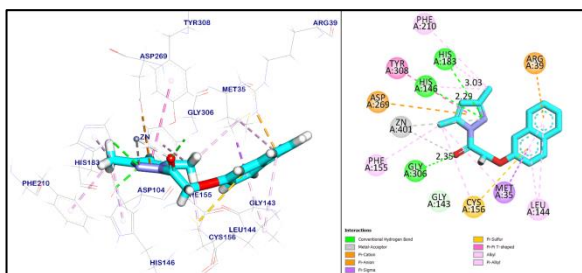 TYR308
ARG39
ASP269
MET35
GLY306
ZN
HIS183
PHE210
ASP104
GLY143
LEU144
CYS156
HIS146
PHE
A:210
HIS
A:183
TYR
A:308
HIS
A:146
3.03
2.29
ARG
A:39
ASP
A:269
ZN
A:401
PHE
A:155
2.35
GLY
A:306
GLY
A:143
CYS
A:156
MET
A:35
LEU
A:144
Interactions
Conventional Hydrogen Bond
Metal-Acceptor
Pi-Cation
Pi-Anion
Pi-Sigma
Pi-Sulfur
Pi-Pi T-shaped
Alkyl
Pi-Alkyl